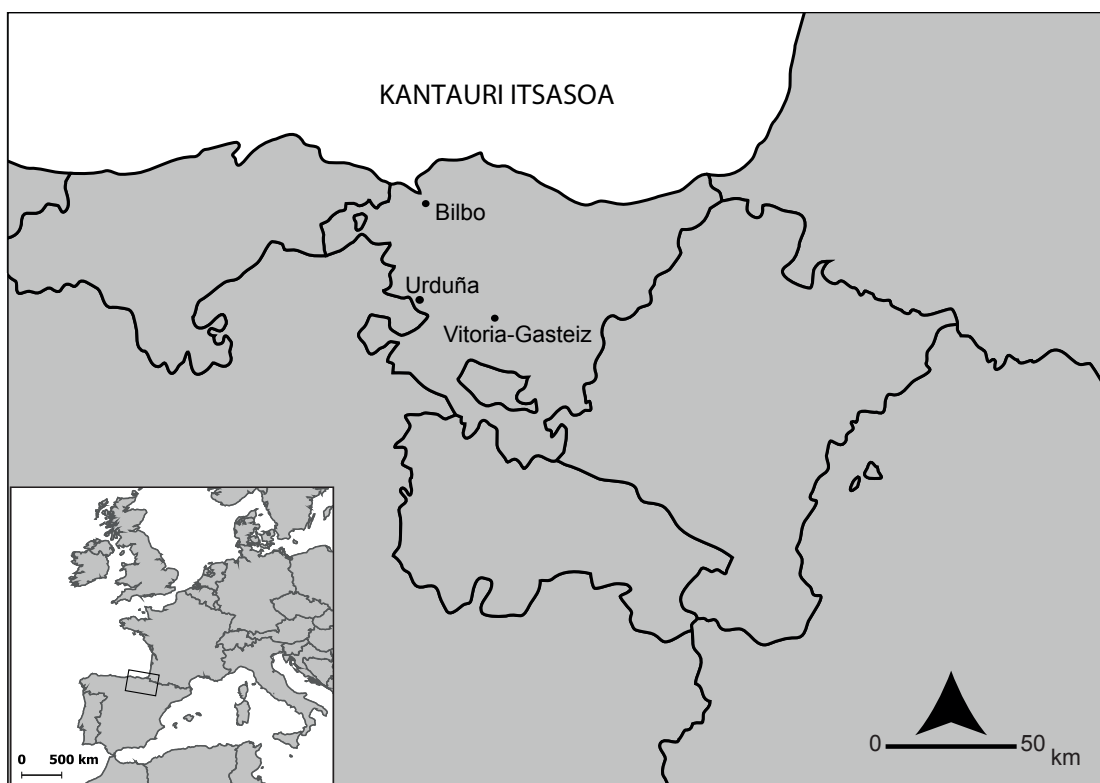 KANTAURI ITSASOA
Bilbo
Urduña
Vitoria-Gasteiz
0 500 km
0 50 km